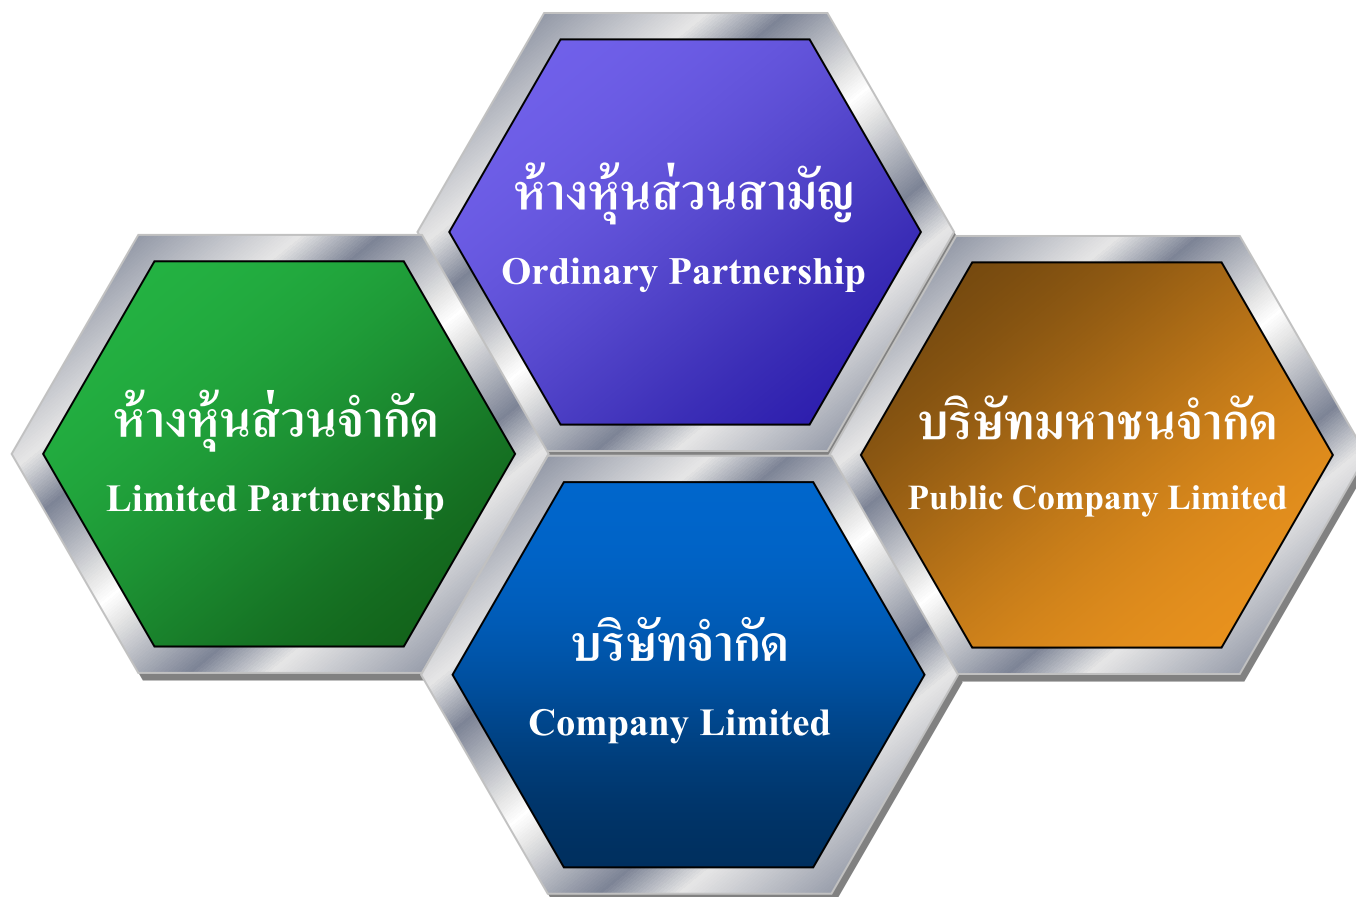 ห้างหุ้นส่วนสามัญ
Ordinary Partnership
ห้างหุ้นส่วนจำกัด
Limited Partnership
บริษัทมหาชนจำกัด
Public Company Limited
บริษัทจำกัด
Company Limited